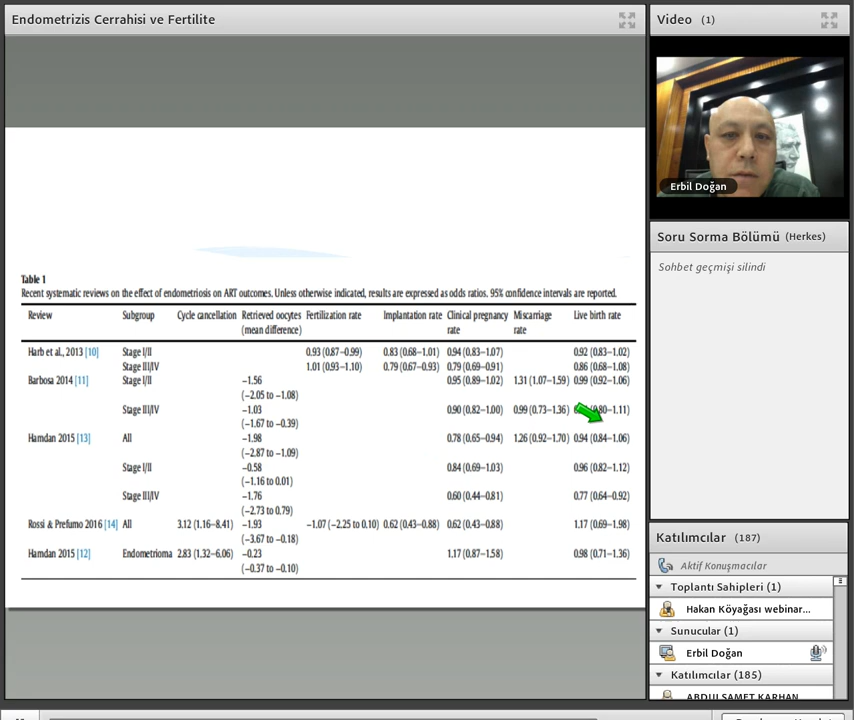 Endometrizis Cerrahisi ve Fertilite
Table 1
Recent systematic reviews on the effect of endometriosis on ART outcomes. Unless otherwise indicated, results are expressed as odds ratios. 95% confidence intervals are reported.
Review Subgroup Cycle cancellation Retrieved oocytes (mean difference) Fertilization rate Implantation rate Clinical pregnancy rate Miscarriage rate Live birth rate
Harb et al., 2013 [10] Stage I/II 0.93 (0.87–0.99) 0.83 (0.68–1.01) 0.94 (0.83–1.07) 0.92 (0.83–1.02)
Stage III/IV 1.01 (0.93–1.10) 0.79 (0.67–0.93) 0.79 (0.69–0.91) 0.86 (0.68–1.08)
Barbosa 2014 [11] Stage I/II −1.56 0.95 (0.89–1.02) 1.31 (1.07–1.59) 0.99 (0.92–1.06)
(−2.05 to −1.08)
Stage III/IV −1.03 0.90 (0.82–1.00) 0.99 (0.73–1.36)
(−1.67 to −0.39)
Hamdan 2015 [13] All −1.98 0.78 (0.65–0.94) 1.26 (0.92–1.70) 0.94 (0.84–1.06)
(−2.87 to −1.09)
Stage I/II −0.58 0.84 (0.69–1.03) 0.96 (0.82–1.12)
(−1.16 to 0.01)
Stage III/IV −1.76 0.60 (0.44–0.81) 0.77 (0.64–0.92)
(−2.73 to 0.79)
Rossi & Prefumo 2016 [14] All 3.12 (1.16–8.41) −1.93 −1.07 (−2.25 to 0.10) 0.62 (0.43–0.88) 0.62 (0.43–0.88) 1.17 (0.69–1.98)
(−3.67 to −0.18)
Hamdan 2015 [12] Endometrioma 2.83 (1.32–6.06) −0.23 1.17 (0.87–1.58) 0.98 (0.71–1.36)
(−0.37 to −0.10)
Video (1)
Erbil Doğan
Soru Sorma Bölümü (Herkes)
Sohbet geçmişi silindi
Katılımcılar (187)
Aktif Konuşmacılar
Toplantı Sahipleri (1)
Hakan Köyağası webinar...
Sunucular (1)
Erbil Doğan
Katılımcılar (185)
ABDULSAMET KARHAN